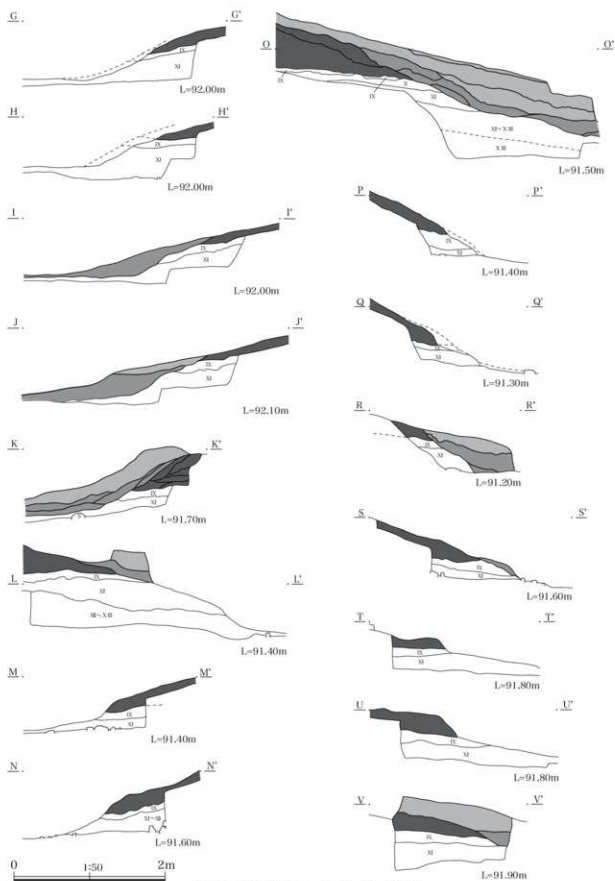 G G'
IX
XI
L=92.00m
H H'
IX
XI
L=92.00m
I I'
IX
XI
L=92.00m
J J'
IX
XI
L=92.10m
K K'
IX
XI
L=91.70m
L L'
IX
XI
XII～XIII
L=91.40m
M M'
IX
XI
L=91.40m
N N'
IX
XI～XII
L=91.60m
0 1:50 2m
O O'
IX
IX
XI
XI～XIII
XIII
L=91.50m
P P'
IX
XI
L=91.40m
Q Q'
IX
XI
L=91.30m
R R'
IX
XI
L=91.20m
S S'
IX
XI
L=91.60m
T T'
IX
XI
L=91.80m
U U'
IX
XI
L=91.80m
V V'
IX
XI
L=91.90m